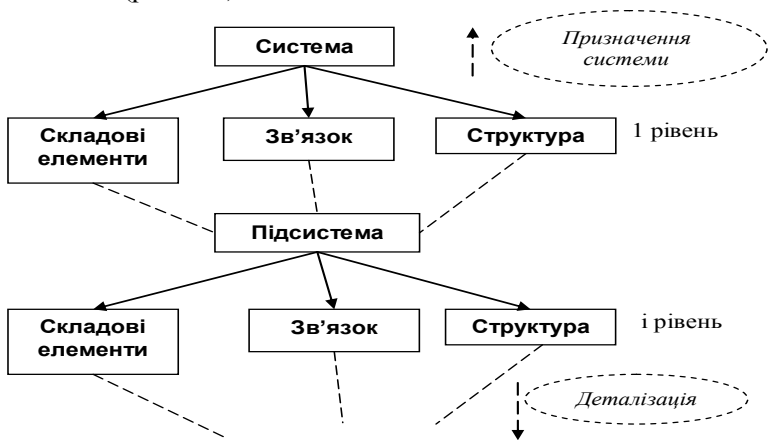 Система
Призначення
системи
Складові
елементи
Зв’язок
Структура
1 рівень
Підсистема
Складові
елементи
Зв’язок
Структура
і рівень
Деталізація